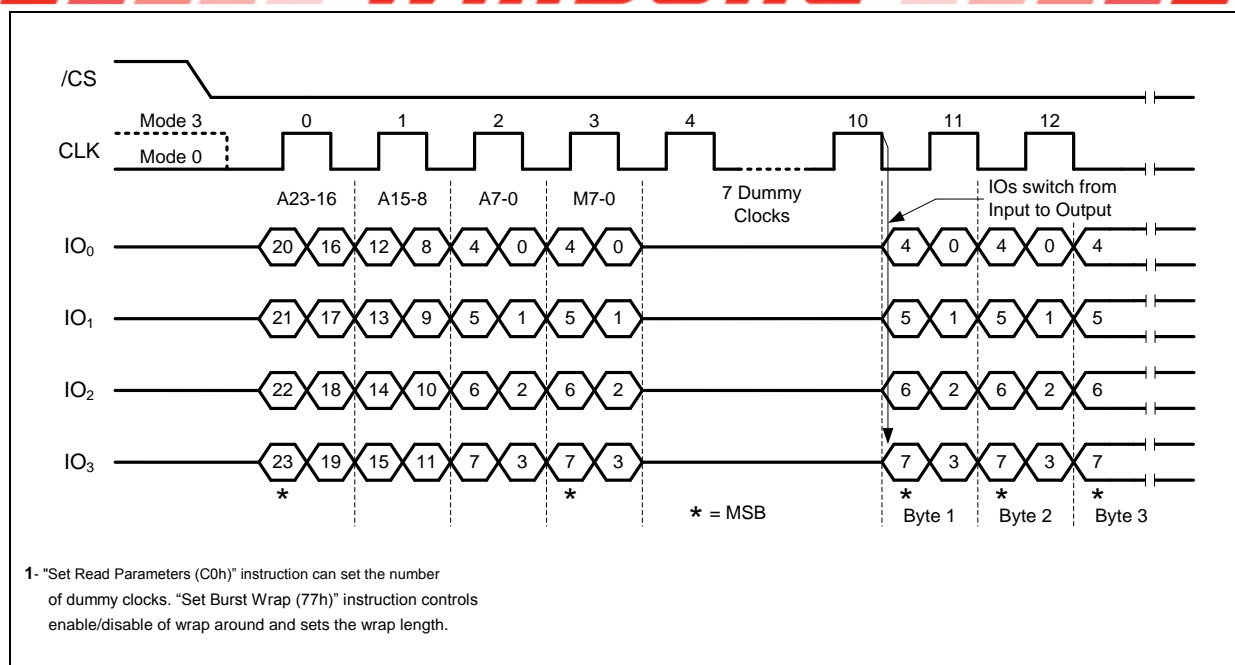 /CS
Mode 3
0 1 2 3 4 10 11 12
CLK
Mode 0
A23-16 A15-8 A7-0 M7-0
7 Dummy
Clocks
IOs switch from
Input to Output
IO0 20 16 12 8 4 0 4 0 4 0 4 0 4
IO1 21 17 13 9 5 1 5 1 5 1 5 1 5
IO2 22 18 14 10 6 2 6 2 6 2 6 2 6
IO3 23 19 15 11 7 3 7 3 7 3 7 3 7
* * * * *
* = MSB
Byte 1 Byte 2 Byte 3
1- "Set Read Parameters (C0h)” instruction can set the number
of dummy clocks. “Set Burst Wrap (77h)” instruction controls
enable/disable of wrap around and sets the wrap length.